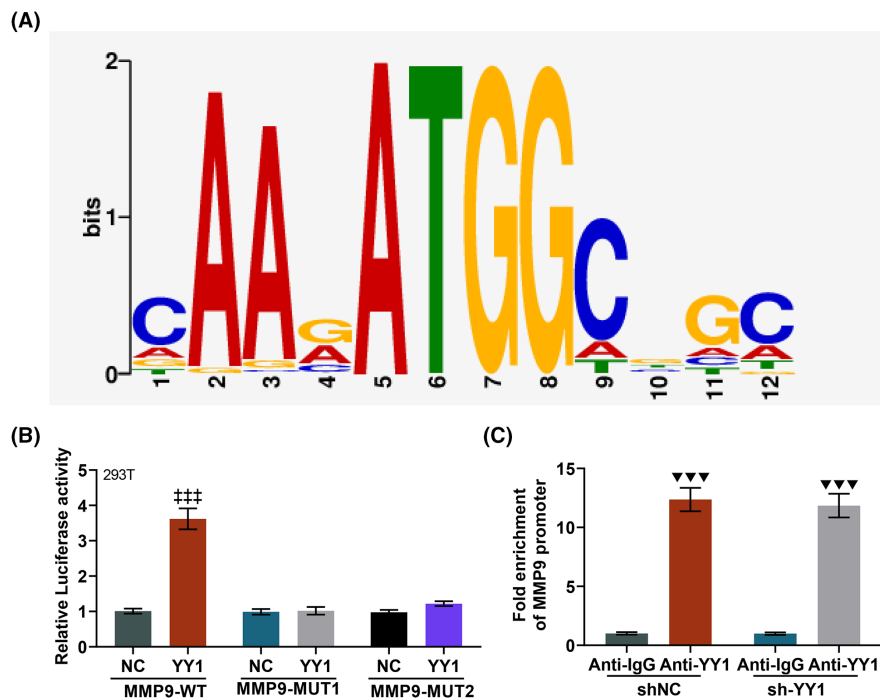 (A)
bits
2
1
0
CAAGATGGCGGC
1 2 3 4 5 6 7 8 9 10 11 12
(B)
Relative Luciferase activity
5
4
3
2
1
0
293T
‡‡‡
NC YY1 NC YY1 NC YY1
MMP9-WT MMP9-MUT1 MMP9-MUT2
(C)
Fold enrichment
of MMP9 promoter
15
10
5
0
▼▼▼ ▼▼▼
Anti-IgG Anti-YY1 Anti-IgG Anti-YY1
shNC sh-YY1